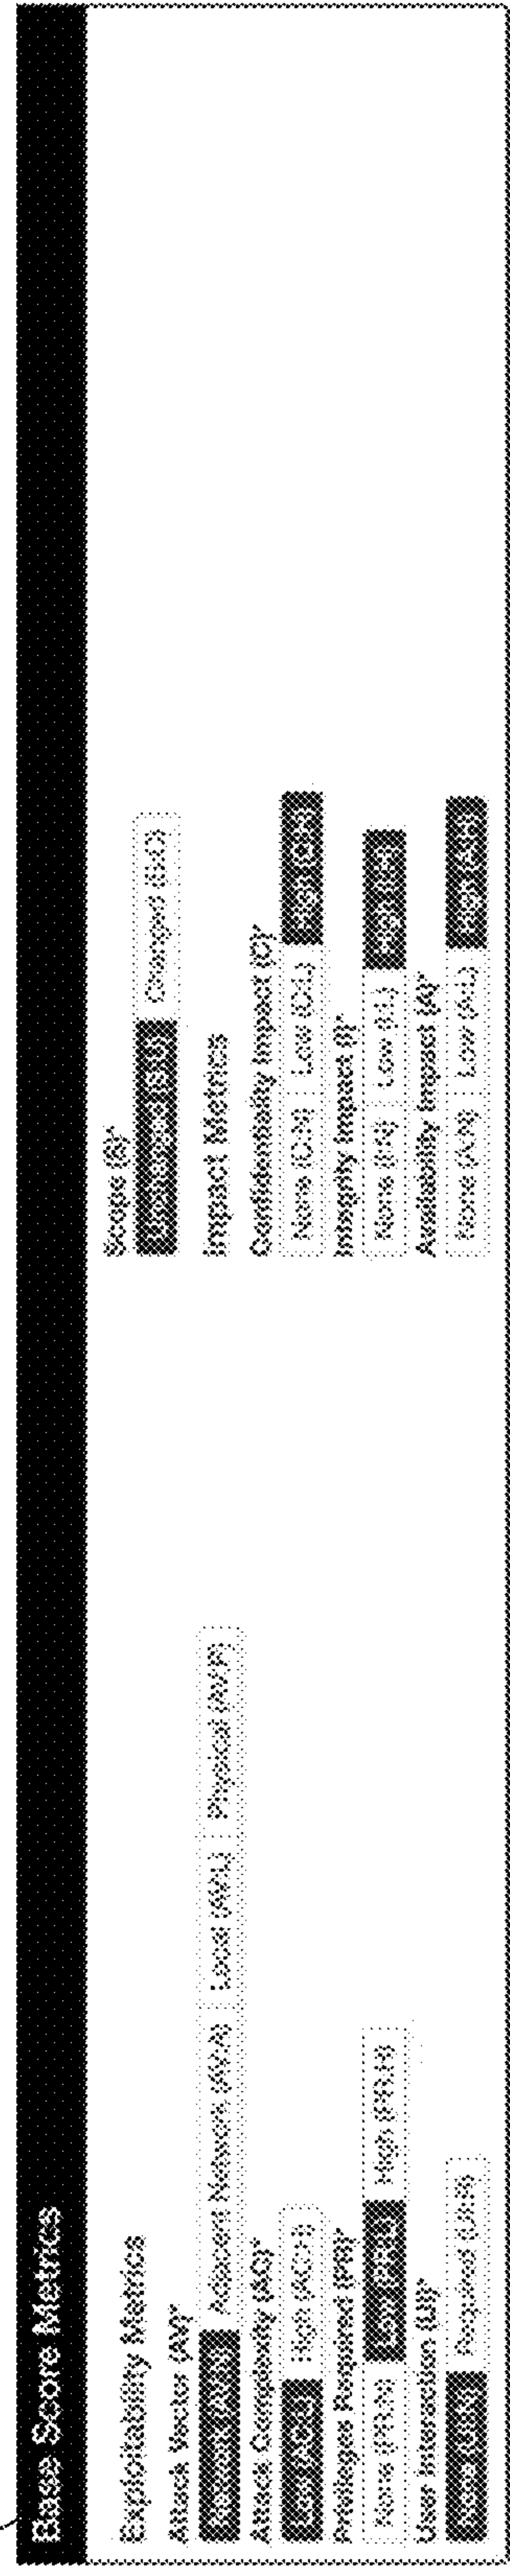 Base Score Metrics
Exploitability Metrics
Attack Vector (AV)*
Network (AV:N) Adjacent Network (AV:A) Local (AV:L) Physical (AV:P)
Attack Complexity (AC)*
Low (AC:L) High (AC:H)
Privileges Required (PR)*
None (PR:N) Low (PR:L) High (PR:H)
User Interaction (UI)*
None (UI:N) Required (UI:R)
Scope (S)*
Unchanged (S:U) Changed (S:C)
Impact Metrics
Confidentiality Impact (C)*
None (C:N) Low (C:L) High (C:H)
Integrity Impact (I)*
None (I:N) Low (I:L) High (I:H)
Availability Impact (A)*
None (A:N) Low (A:L) High (A:H)